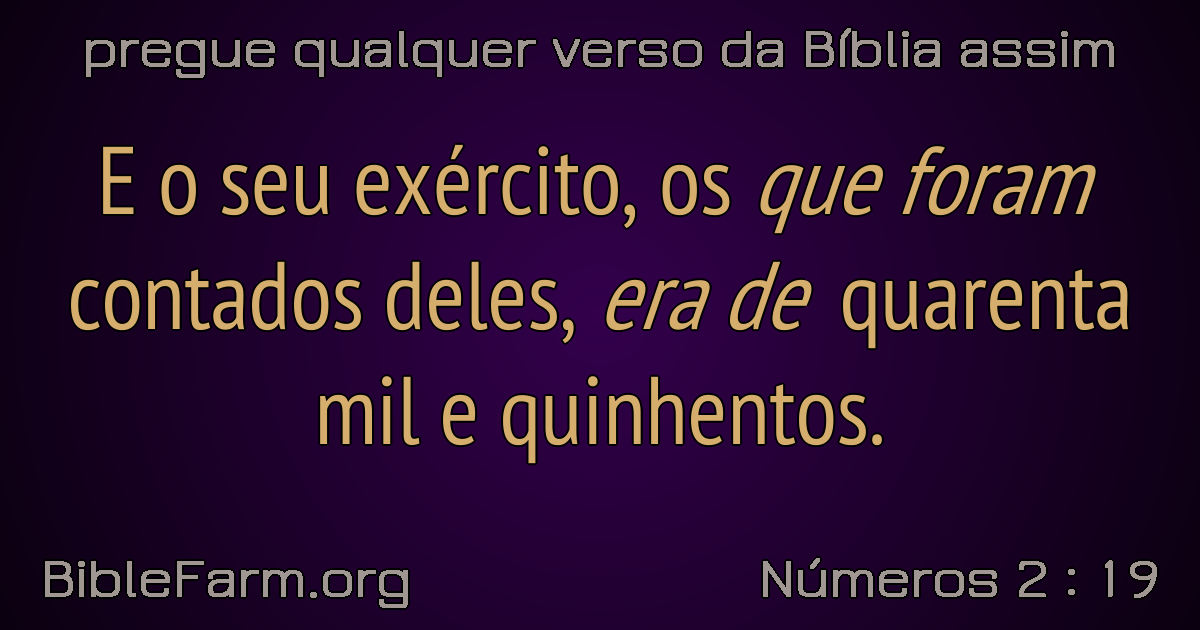 pregue qualquer verso da Bíblia assim
E o seu exército, os que foram
contados deles, era de quarenta
mil e quinhentos.
BibleFarm.org
Números 2 : 19